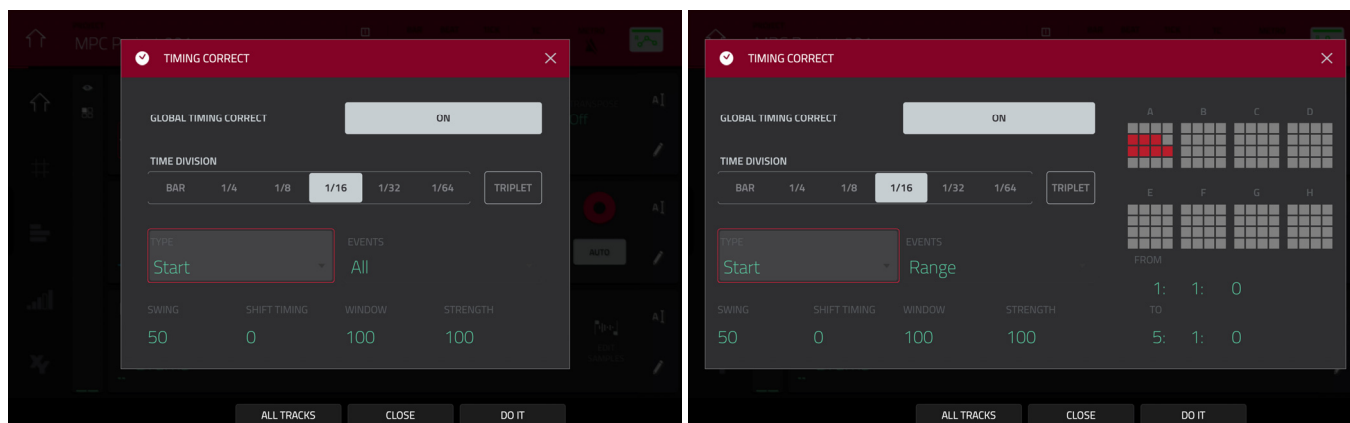 MPC P
TIMING CORRECT
GLOBAL TIMING CORRECT
ON
TIME DIVISION
BAR 1/4 1/8 1/16 1/32 1/64 TRIPLET
TYPE EVENTS
Start All
SWING SHIFT TIMING WINDOW STRENGTH
50 0 100 100
Off
AUTO
ALL TRACKS CLOSE DO IT
TIMING CORRECT
GLOBAL TIMING CORRECT
ON
TIME DIVISION
BAR 1/4 1/8 1/16 1/32 1/64 TRIPLET
TYPE EVENTS
Start Range
SWING SHIFT TIMING WINDOW STRENGTH
50 0 100 100
A B C D
E F G H
FROM
1: 1: 0
TO
5: 1: 0
ALL TRACKS CLOSE DO IT